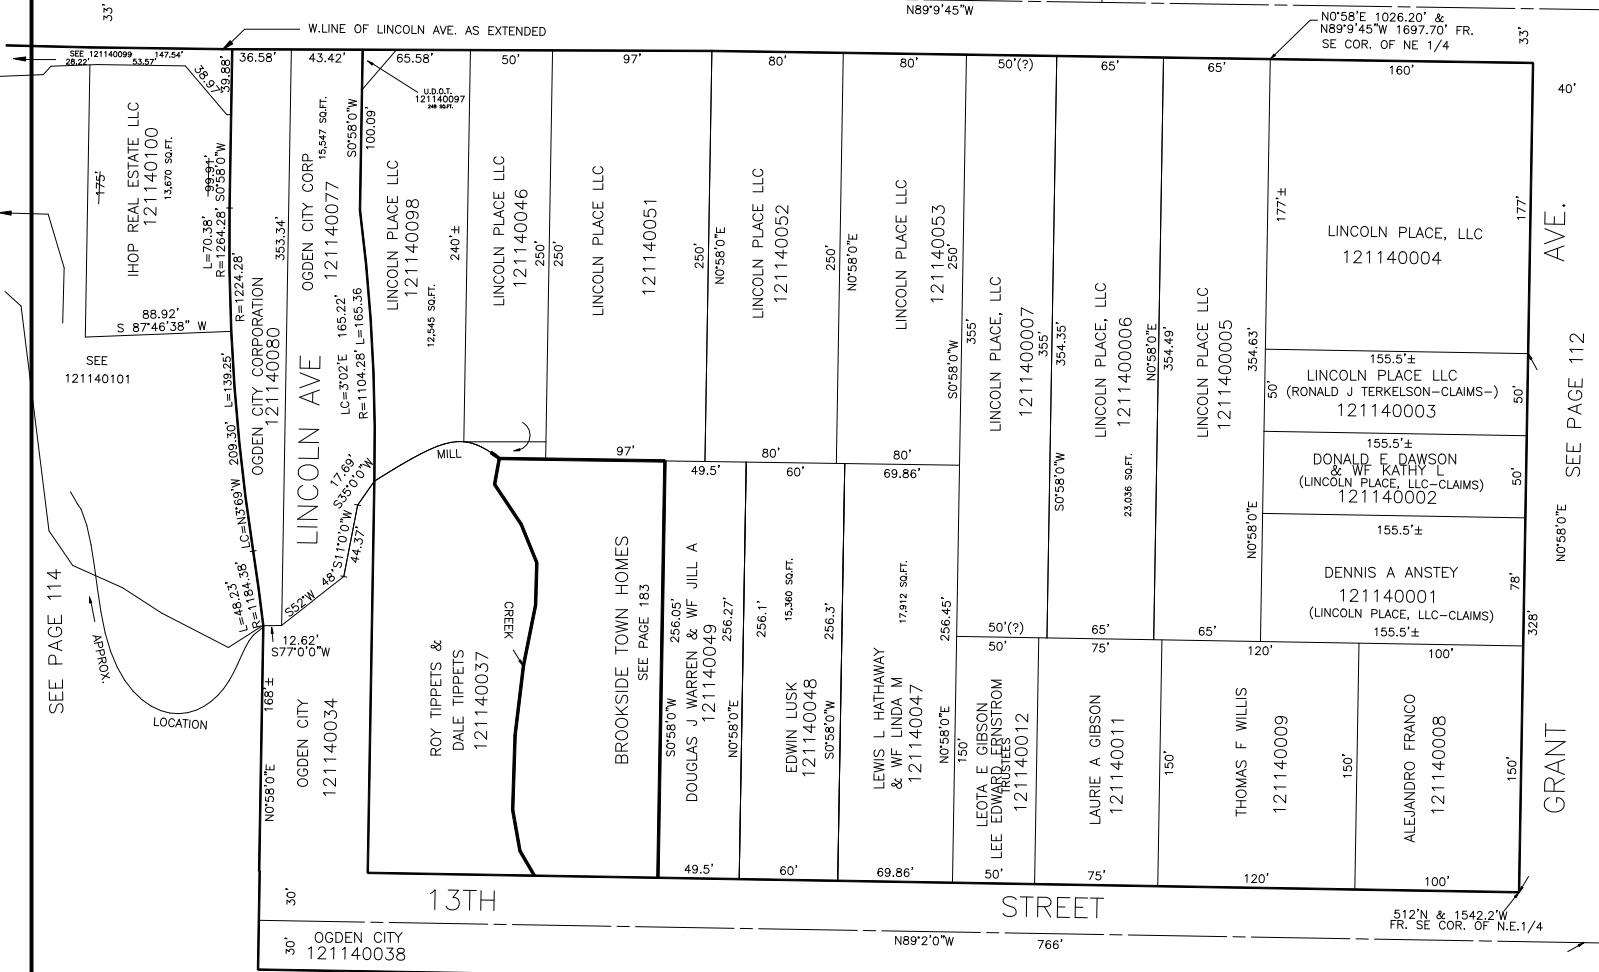 33'
N89°9'45"W
N0°58'E 1026.20' &
N89°9'45"W 1697.70' FR.
SE COR. OF NE 1/4
33'
W.LINE OF LINCOLN AVE. AS EXTENDED
SEE 121140099 147.54'
28.22' 53.57'
38.97'
39.88'
36.58'
43.42'
65.58'
50'
97'
80'
80'
50'(?)
65'
65'
160'
40'
U.D.O.T.
121140097
248 SQ.FT.
IHOP REAL ESTATE LLC
121140100
13,670 SQ.FT.
175'
99.91'
S0°58'0"W
L=70.38'
R=1264.28'
88.92'
S 87°46'38" W
SEE
121140101
R=1224.28'
353.34'
OGDEN CITY CORPORATION
121140080
L=139.25'
209.30'
LC=N3°69'W
L=48.23'
R=1184.38'
OGDEN CITY CORP
121140077
15,547 SQ.FT.
S0°58'0"W
100.09'
LC=3°02'E 165.22'
R=1104.28' L=165.36
LINCOLN AVE
LINCOLN PLACE LLC
121140098
12,545 SQ.FT.
240'±
LINCOLN PLACE LLC
121140046
250'
250'
LINCOLN PLACE LLC
121140051
250'
N0°58'0"E
LINCOLN PLACE LLC
121140052
250'
N0°58'0"E
LINCOLN PLACE LLC
121140053
250'
S0°58'0"W
355'
LINCOLN PLACE, LLC
121140007
355'
354.35'
S0°58'0"W
LINCOLN PLACE, LLC
121140006
23,036 SQ.FT.
N0°58'0"E
354.49'
LINCOLN PLACE LLC
121140005
354.63'
N0°58'0"E
177'±
LINCOLN PLACE, LLC
121140004
177'
AVE.
155.5'±
LINCOLN PLACE LLC
(RONALD J TERKELSON-CLAIMS-)
121140003
50'
50'
155.5'±
DONALD E DAWSON
& WF KATHY L
(LINCOLN PLACE, LLC-CLAIMS)
121140002
50'
155.5'±
DENNIS A ANSTEY
121140001
(LINCOLN PLACE, LLC-CLAIMS)
155.5'±
78'
328'
N0°58'0"E
SEE PAGE 112
MILL
17.69'
S35°0'0"W
S11°0'0"W
44.37'
48'
S52°W
12.62'
S77°0'0"W
97'
80'
80'
49.5'
60'
69.86'
SEE PAGE 114
APPROX.
LOCATION
168'±
N0°58'0"E
OGDEN CITY
121140034
ROY TIPPETS &
DALE TIPPETS
121140037
CREEK
BROOKSIDE TOWN HOMES
SEE PAGE 183
256.05'
S0°58'0"W
DOUGLAS J WARREN & WF JILL A
121140049
256.27'
N0°58'0"E
256.1'
EDWIN LUSK
121140048
15,360 SQ.FT.
256.3'
S0°58'0"W
LEWIS L HATHAWAY
& WF LINDA M
121140047
17,912 SQ.FT.
256.45'
N0°58'0"E
50'(?)
65'
65'
50'
75'
120'
100'
150'
LEOTA E GIBSON
LEE EDWARD ERNSTROM
TRUSTEES
121140012
LAURIE A GIBSON
121140011
150'
THOMAS F WILLIS
121140009
150'
ALEJANDRO FRANCO
121140008
150'
GRANT
49.5'
60'
69.86'
50'
75'
120'
100'
30'
13TH
STREET
512'N & 1542.2'W
FR. SE COR. OF N.E.1/4
30'
OGDEN CITY
121140038
N89°2'0"W
766'